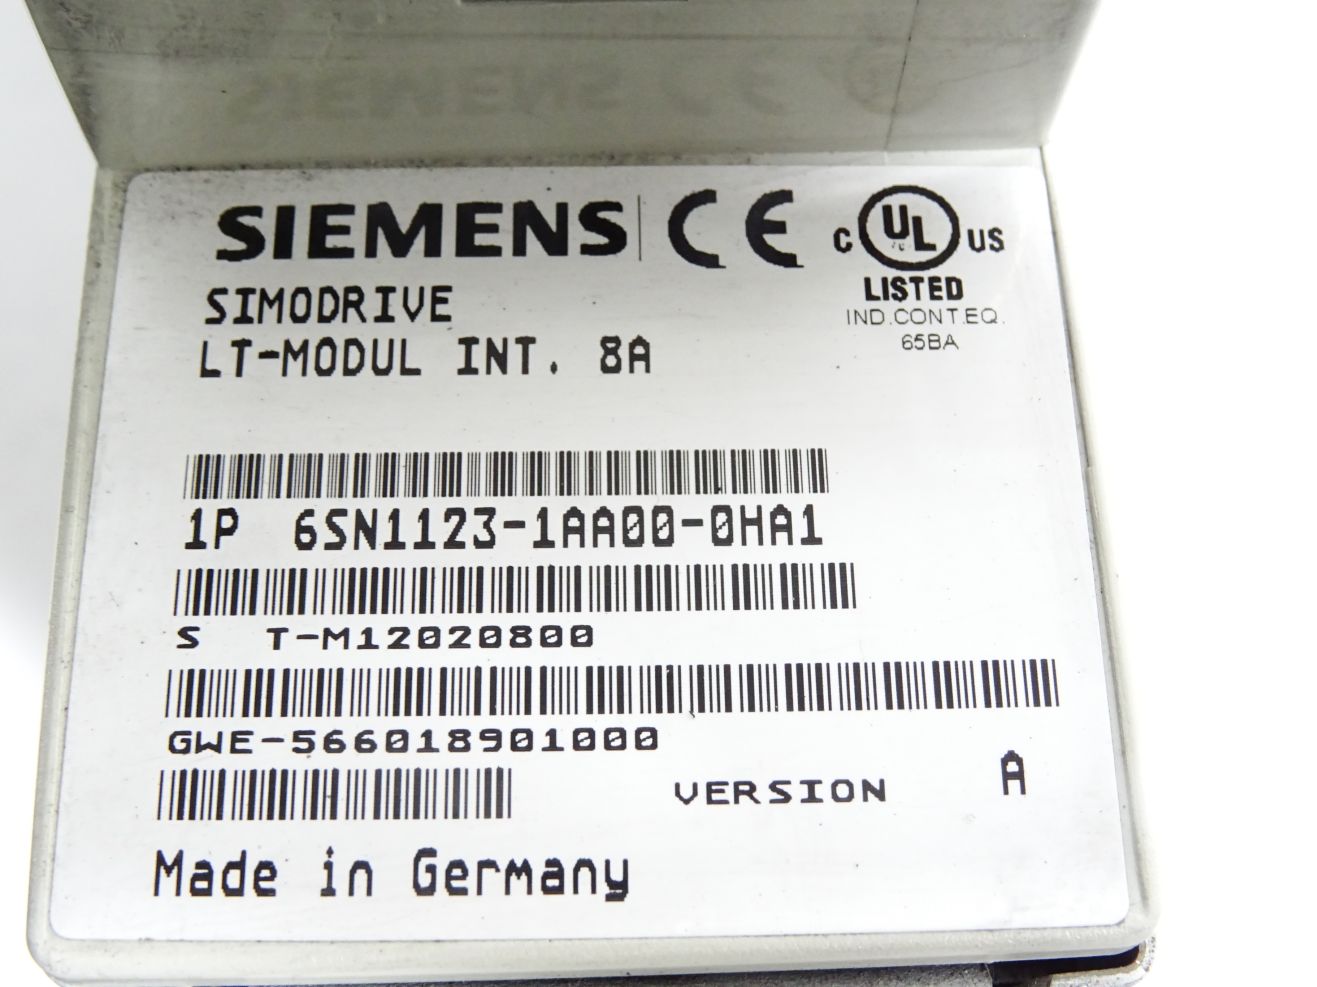 SIEMENS CE
C UL US
LISTED
IND.CONT.EQ.
65BA
SIMODRIVE
LT-MODUL INT. 8A
1P 6SN1123-1AA00-0HA1
S T-M12020800
GWE-566018901000
VERSION A
Made in Germany